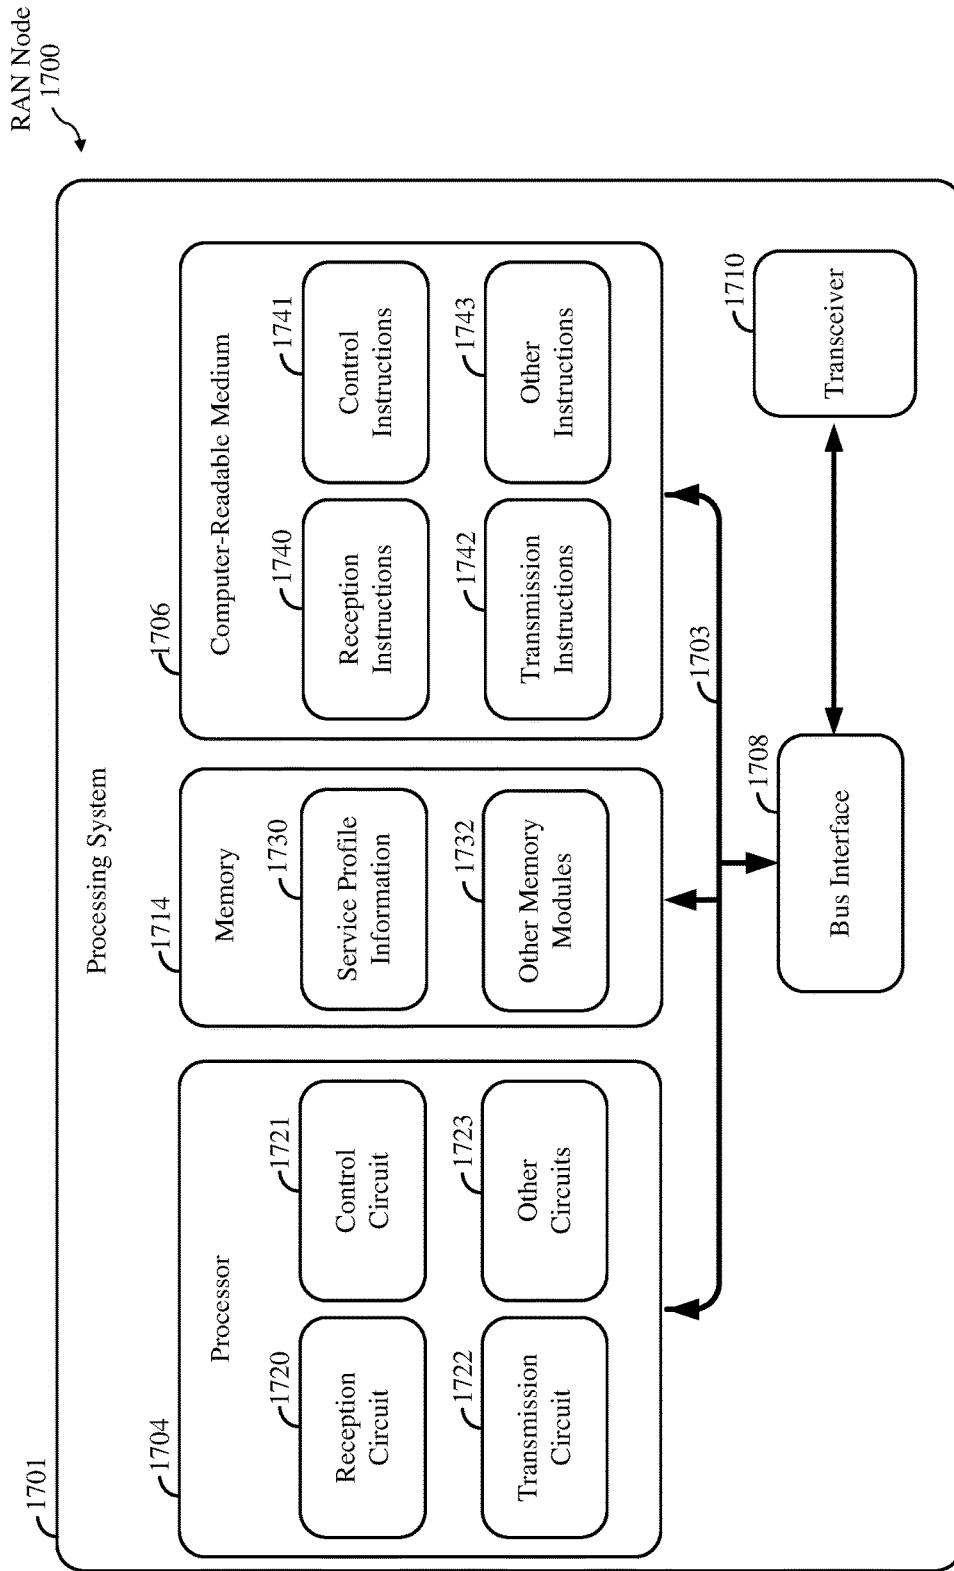 RAN Node
1700
1701
Processing System
1704
Processor
1720
Reception
Circuit
1721
Control
Circuit
1722
Transmission
Circuit
1723
Other
Circuits
1714
Memory
1730
Service Profile
Information
1732
Other Memory
Modules
1706
Computer-Readable Medium
1740
Reception
Instructions
1741
Control
Instructions
1742
Transmission
Instructions
1743
Other
Instructions
1703
1708
Bus Interface
1710
Transceiver